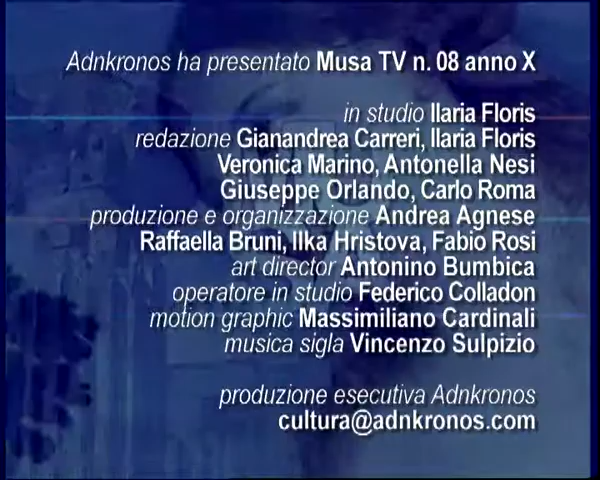 Adnkronos ha presentato Musa TV n. 08 anno X
in studio Ilaria Floris
redazione Gianandrea Carreri, Ilaria Floris
Veronica Marino, Antonella Nesi
Giuseppe Orlando, Carlo Roma
produzione e organizzazione Andrea Agnese
Raffaella Bruni, Ilka Hristova, Fabio Rosi
art director Antonino Bumbica
operatore in studio Federico Colladon
motion graphic Massimiliano Cardinali
musica sigla Vincenzo Sulpizio
produzione esecutiva Adnkronos
cultura@adnkronos.com